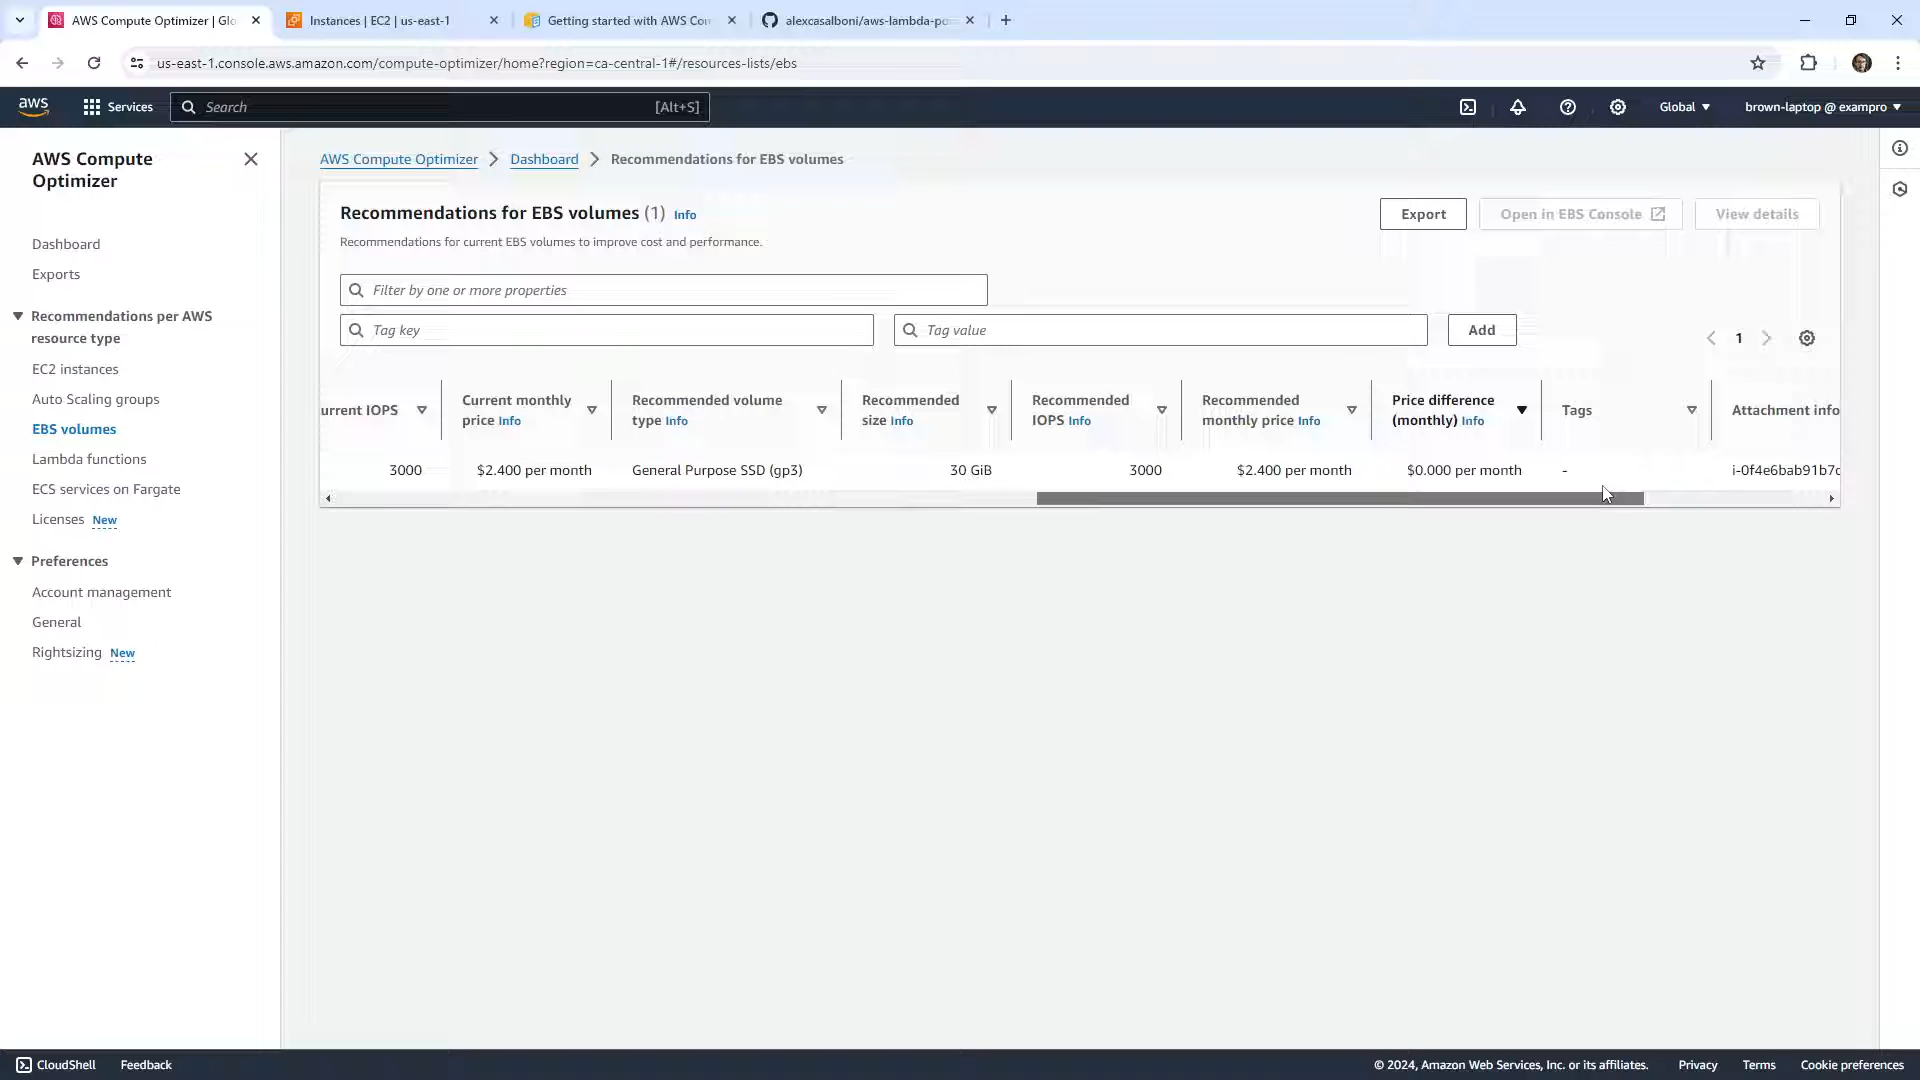 AWS Compute Optimizer | Glo
Instances | EC2 | us-east-1
Getting started with AWS Com
alexcasalboni/aws-lambda-po
us-east-1.console.aws.amazon.com/compute-optimizer/home?region=ca-central-1#/resources-lists/ebs
aws
Services
Search
[Alt+S]
Global
brown-laptop @ exampro
AWS Compute
Optimizer
Dashboard
Exports
Recommendations per AWS
resource type
EC2 instances
Auto Scaling groups
EBS volumes
Lambda functions
ECS services on Fargate
Licenses New
Preferences
Account management
General
Rightsizing New
AWS Compute Optimizer > Dashboard > Recommendations for EBS volumes
Recommendations for EBS volumes (1) Info
Recommendations for current EBS volumes to improve cost and performance.
Export
Open in EBS Console
View details
Filter by one or more properties
Tag key
Tag value
Add
1
urrent IOPS
Current monthly
price Info
Recommended volume
type Info
Recommended
size Info
Recommended
IOPS Info
Recommended
monthly price Info
Price difference
(monthly) Info
Tags
Attachment info
3000
$2.400 per month
General Purpose SSD (gp3)
30 GiB
3000
$2.400 per month
$0.000 per month
-
i-0f4e6bab91b7c
CloudShell
Feedback
© 2024, Amazon Web Services, Inc. or its affiliates.
Privacy
Terms
Cookie preferences